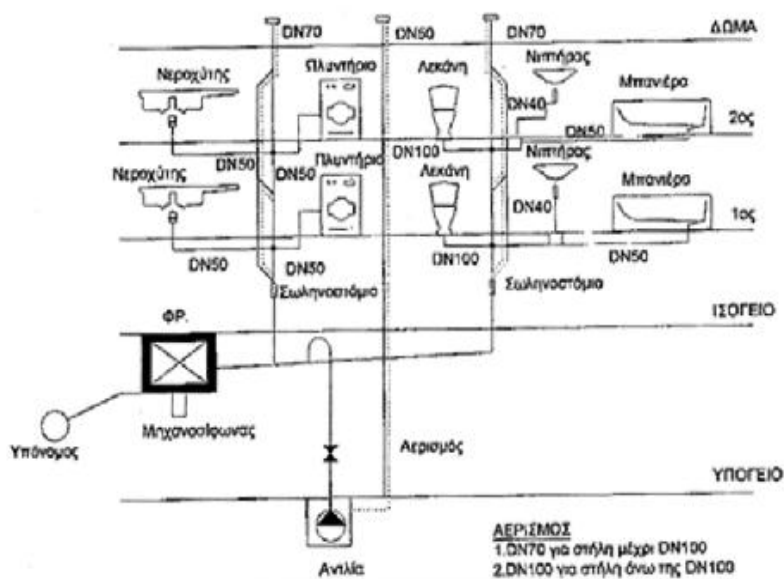 DN70
DN50
DN70
ΔΩΜΑ
Νεροχύτης
Πλυντήριο
Λεκάνη
Νιπτήρας
Μπανιέρα
DN40
2ος
DN50
DN50
DN100
DN50
Νεροχύτης
Πλυντήριο
Λεκάνη
Νιπτήρας
Μπανιέρα
DN40
1ος
DN50
DN50
DN100
DN50
Σωληνοστόμιο
Σωληνοστόμιο
ΦΡ.
ΙΣΟΓΕΙΟ
Μηχανοσίφωνας
Υπόνομος
Αερισμός
ΥΠΟΓΕΙΟ
Αντλία
ΑΕΡΙΣΜΟΣ
1.DN70 για στήλη μέχρι DN100
2.DN100 για στήλη άνω της DN100